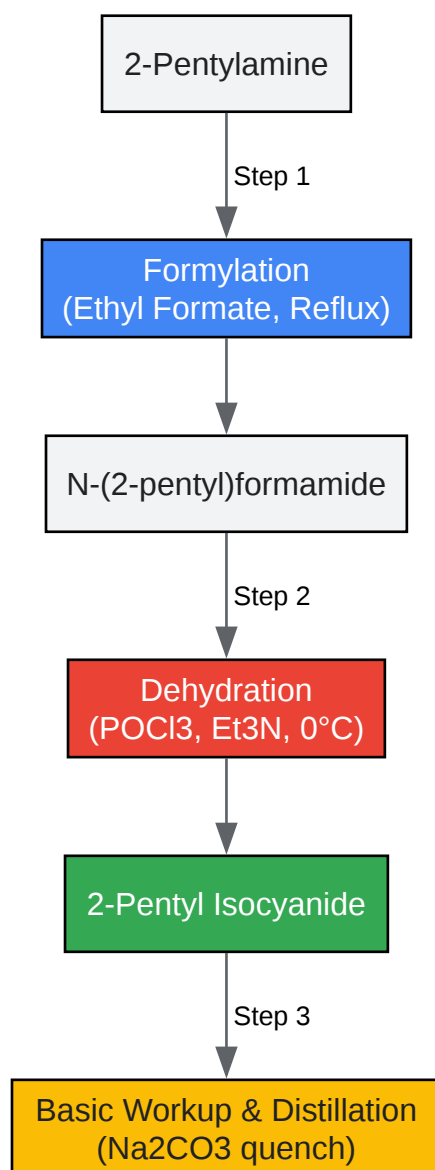 2-Pentylamine
Step 1
Formylation
(Ethyl Formate, Reflux)
N-(2-pentyl)formamide
Step 2
Dehydration
(POCl3, Et3N, 0°C)
2-Pentyl Isocyanide
Step 3
Basic Workup & Distillation
(Na2CO3 quench)